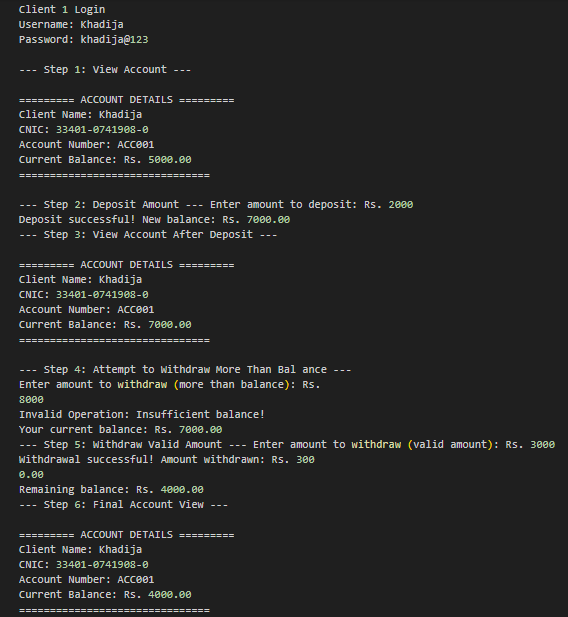 Client 1 Login
Username: Khadija
Password: khadija@123
--- Step 1: View Account ---
========= ACCOUNT DETAILS =========
Client Name: Khadija
CNIC: 33401-0741908-0
Account Number: ACC001
Current Balance: Rs. 5000.00
===============================
--- Step 2: Deposit Amount --- Enter amount to deposit: Rs. 2000
Deposit successful! New balance: Rs. 7000.00
--- Step 3: View Account After Deposit ---
========= ACCOUNT DETAILS =========
Client Name: Khadija
CNIC: 33401-0741908-0
Account Number: ACC001
Current Balance: Rs. 7000.00
===============================
--- Step 4: Attempt to Withdraw More Than Bal ance ---
Enter amount to withdraw (more than balance): Rs.
8000
Invalid Operation: Insufficient balance!
Your current balance: Rs. 7000.00
--- Step 5: Withdraw Valid Amount --- Enter amount to withdraw (valid amount): Rs. 3000
Withdrawal successful! Amount withdrawn: Rs. 300
0.00
Remaining balance: Rs. 4000.00
--- Step 6: Final Account View ---
========= ACCOUNT DETAILS =========
Client Name: Khadija
CNIC: 33401-0741908-0
Account Number: ACC001
Current Balance: Rs. 4000.00
===============================